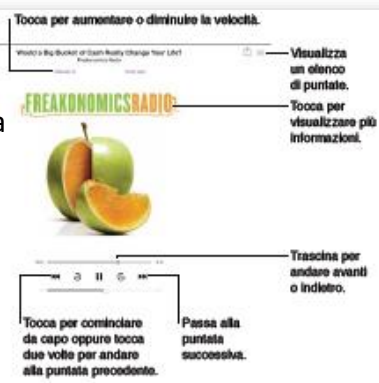 Tocca per aumentare o diminuire la velocità.
Would a Big Bucket of Cash Really Change Your Life?
Freakonomics Radio
Visualizza
un elenco
di puntate.
FREAKONOMICSRADIO
Tocca per
visualizzare più
informazioni.
a
Trascina per
andare avanti
o indietro.
Tocca per cominciare
da capo oppure tocca
due volte per andare
alla puntata precedente.
Passa alla
puntata
successiva.